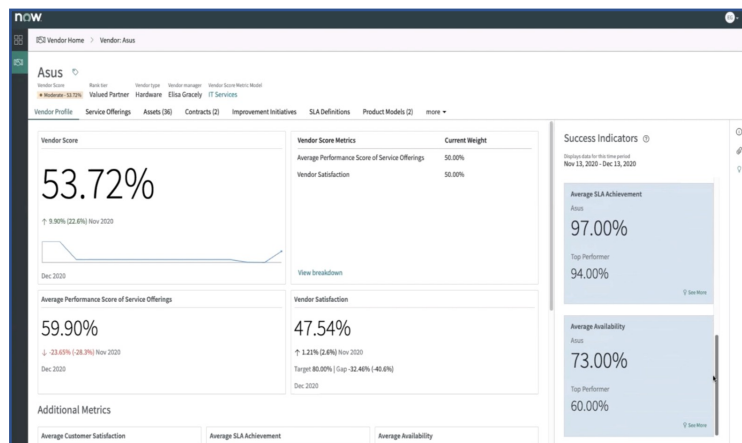 now
Vendor Home > Vendor: Asus
Asus
Vendor Score Rank tier Vendor type Vendor manager Vendor Score Metric Model
Moderate - 53.72% Valued Partner Hardware Elisa Gracely IT Services
Vendor Profile Service Offerings Assets (36) Contracts (2) Improvement Initiatives SLA Definitions Product Models (2) more
Vendor Score
53.72%
↑ 9.90% (22.6%) Nov 2020
Dec 2020
Vendor Score Metrics Current Weight
Average Performance Score of Service Offerings 50.00%
Vendor Satisfaction 50.00%
View breakdown
Average Performance Score of Service Offerings
59.90%
↓ -23.65% (-28.3%) Nov 2020
Dec 2020
Vendor Satisfaction
47.54%
↑ 1.21% (2.6%) Nov 2020
Target 80.00% | Gap -32.46% (-40.6%)
Dec 2020
Additional Metrics
Average Customer Satisfaction
Average SLA Achievement
Average Availability
Success Indicators
Displays data for this time period
Nov 13, 2020 - Dec 13, 2020
Average SLA Achievement
Asus
97.00%
Top Performer
94.00%
See More
Average Availability
Asus
73.00%
Top Performer
60.00%
See More